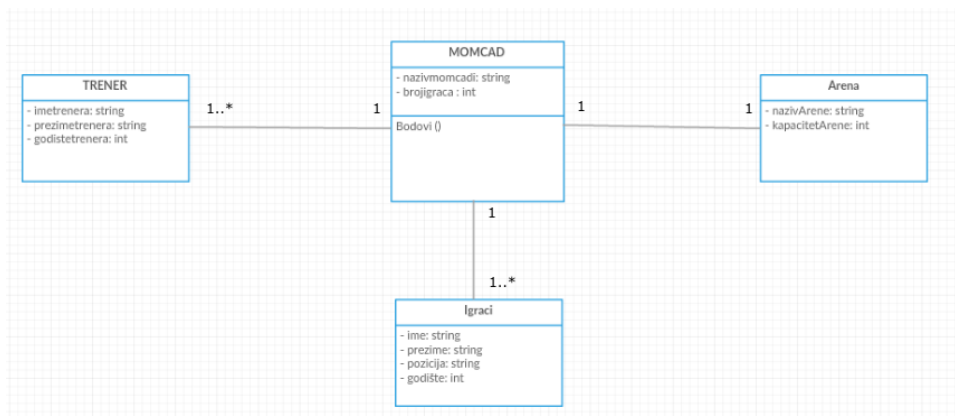 TRENER
- imetrenera: string
- prezimetrenera: string
- godistetrenera: int
1..*
1
MOMCAD
- nazivmomcadi: string
- brojigraca : int
Bodovi ()
1
1
Arena
- nazivArene: string
- kapacitetArene: int
1
1..*
Igraci
- ime: string
- prezime: string
- pozicija: string
- godište: int